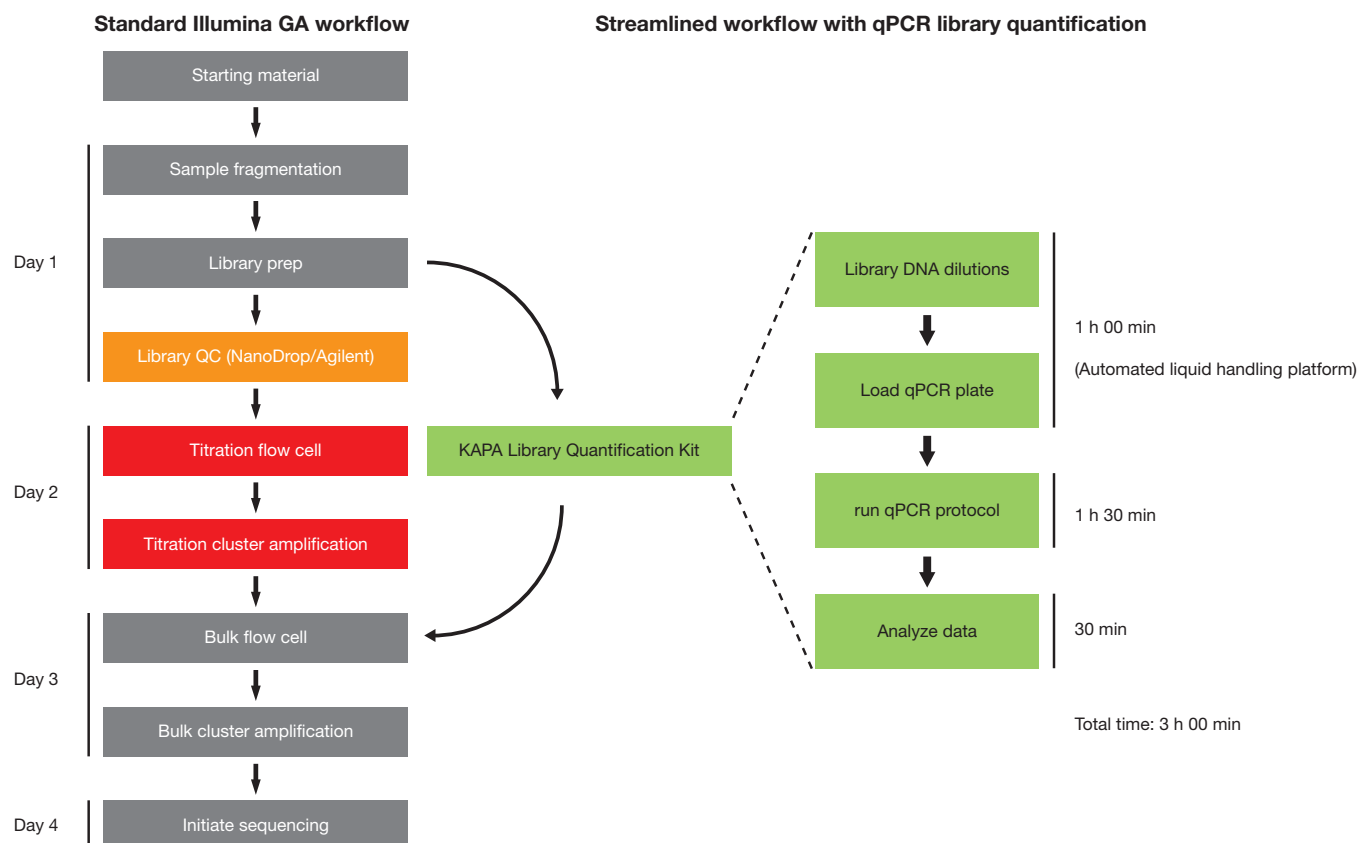 Standard Illumina GA workflow
Streamlined workflow with qPCR library quantification
Starting material
Sample fragmentation
Day 1
Library prep
Library QC (NanoDrop/Agilent)
Titration flow cell
Day 2
Titration cluster amplification
Bulk flow cell
Day 3
Bulk cluster amplification
Day 4
Initiate sequencing
KAPA Library Quantification Kit
Library DNA dilutions
1 h 00 min
(Automated liquid handling platform)
Load qPCR plate
run qPCR protocol
1 h 30 min
Analyze data
30 min
Total time: 3 h 00 min